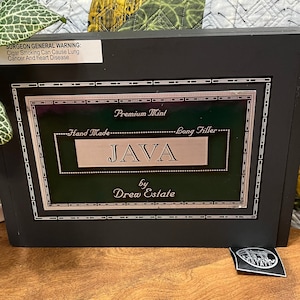 SURGEON GENERAL WARNING:
Cigar Smoking Can Cause Lung
Cancer And Heart Disease.
Premium Mint
Hand Made Long Filler
JAVA
by
Drew Estate